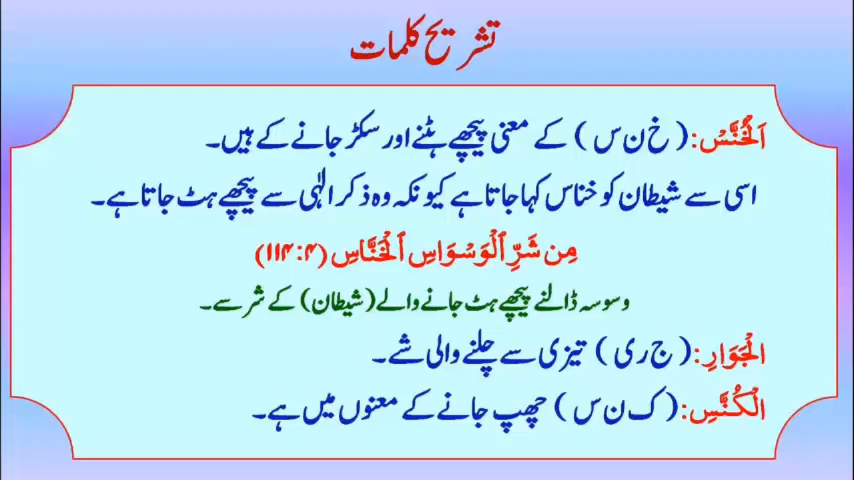 تشریح کلمات
اَلْخُنَّسْ: (خ ن س) کے معنی پیچھے ہٹنے اور سکڑ جانے کے ہیں۔
اسی سے شیطان کو خناس کہا جاتا ہے کیونکہ وہ ذکر الٰہی سے پیچھے ہٹ جاتا ہے۔
مِن شَرِّ ٱلْوَسْوَاسِ ٱلْخَنَّاسِ (۱۱۴:۴)
وسوسہ ڈالنے پیچھے ہٹ جانے والے (شیطان) کے شر سے۔
الْجَوَارِ: (ج ر ی) تیزی سے چلنے والی شے۔
الْكُنَّسِ: (ک ن س) چھپ جانے کے معنوں میں ہے۔